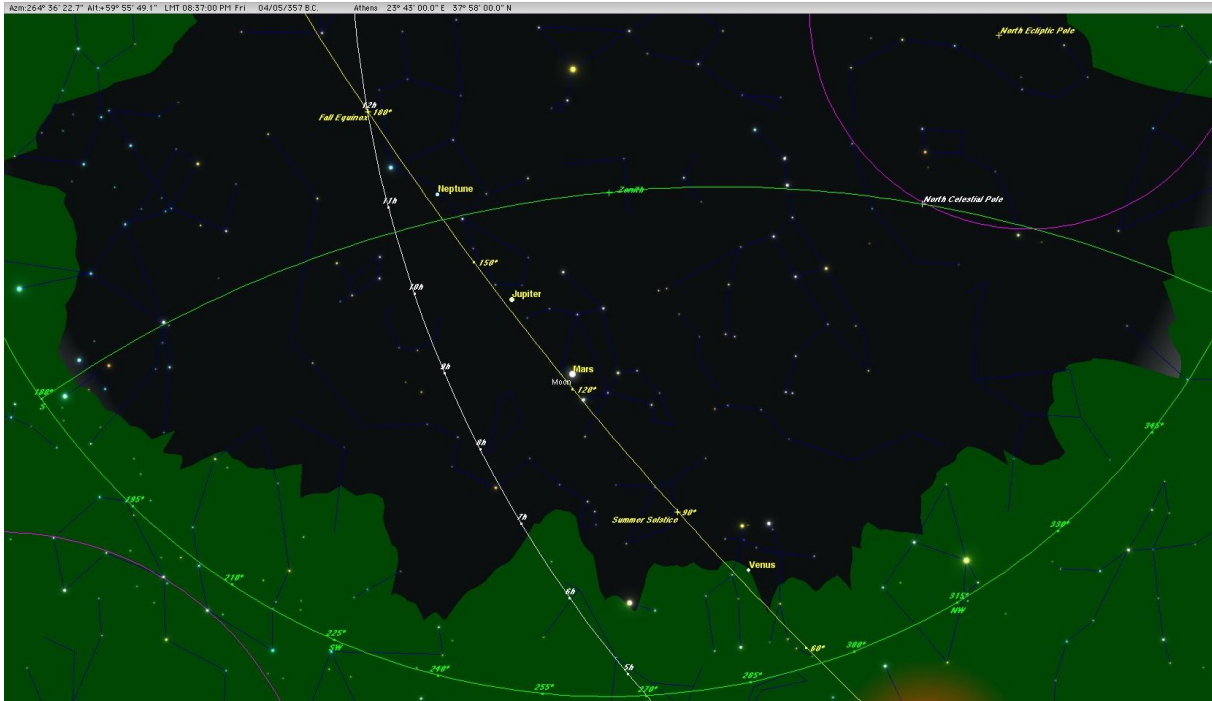 Azm:264° 36' 22.7" Alt:+59° 55' 49.1" LMT 08:37:00 PM Fri 04/05/357 B.C. Athens 23° 43' 00.0" E 37° 58' 00.0" N
North Ecliptic Pole
12h
180°
Fall Equinox
Neptune
Zenith
11h
North Celestial Pole
150°
10h
Jupiter
9h
Mars
Moon
120°
180°
S
345°
8h
195°
7h
Summer Solstice
90°
330°
Venus
210°
6h
315°
NW
225°
SW
60°
300°
240°
5h
285°
255°
270°